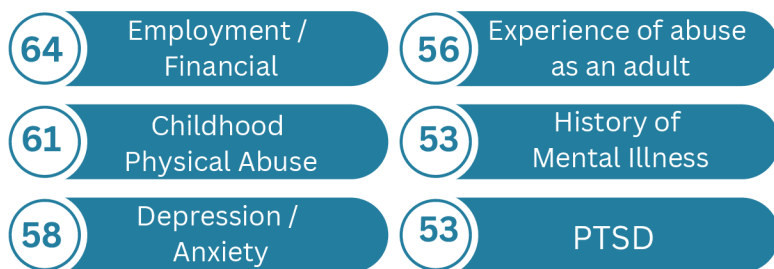 64
Employment /
Financial
56
Experience of abuse
as an adult
61
Childhood
Physical Abuse
53
History of
Mental Illness
58
Depression /
Anxiety
53
PTSD